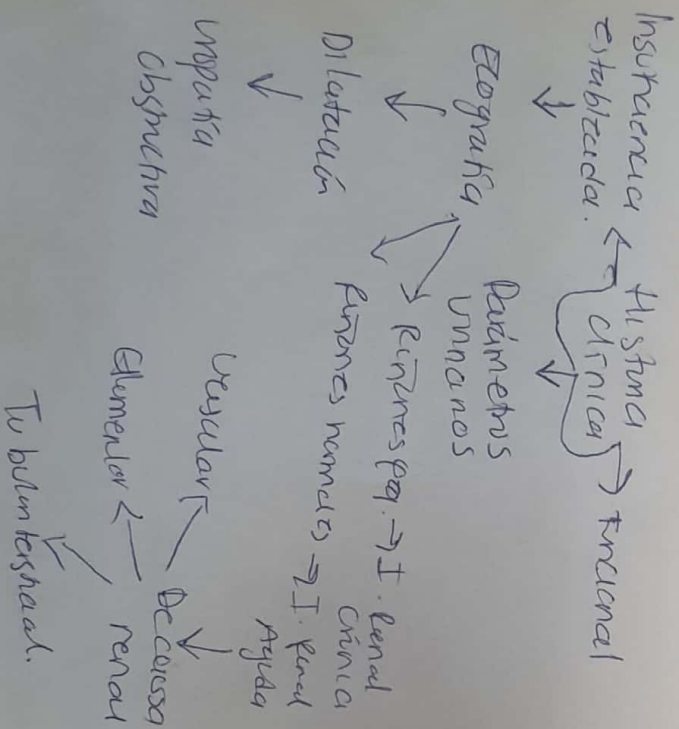 Insuficiencia
establecida.
Historia
clínica
Funcional
Parámetros
urinarios
Ecografía
Riñones peq. → I. Renal
Crónica
Dilatación
Riñones normales → I. Renal
Aguda
Uropatía
Obstructiva
Vascular
De causa
renal
Glomerular
Tubulointersticial.